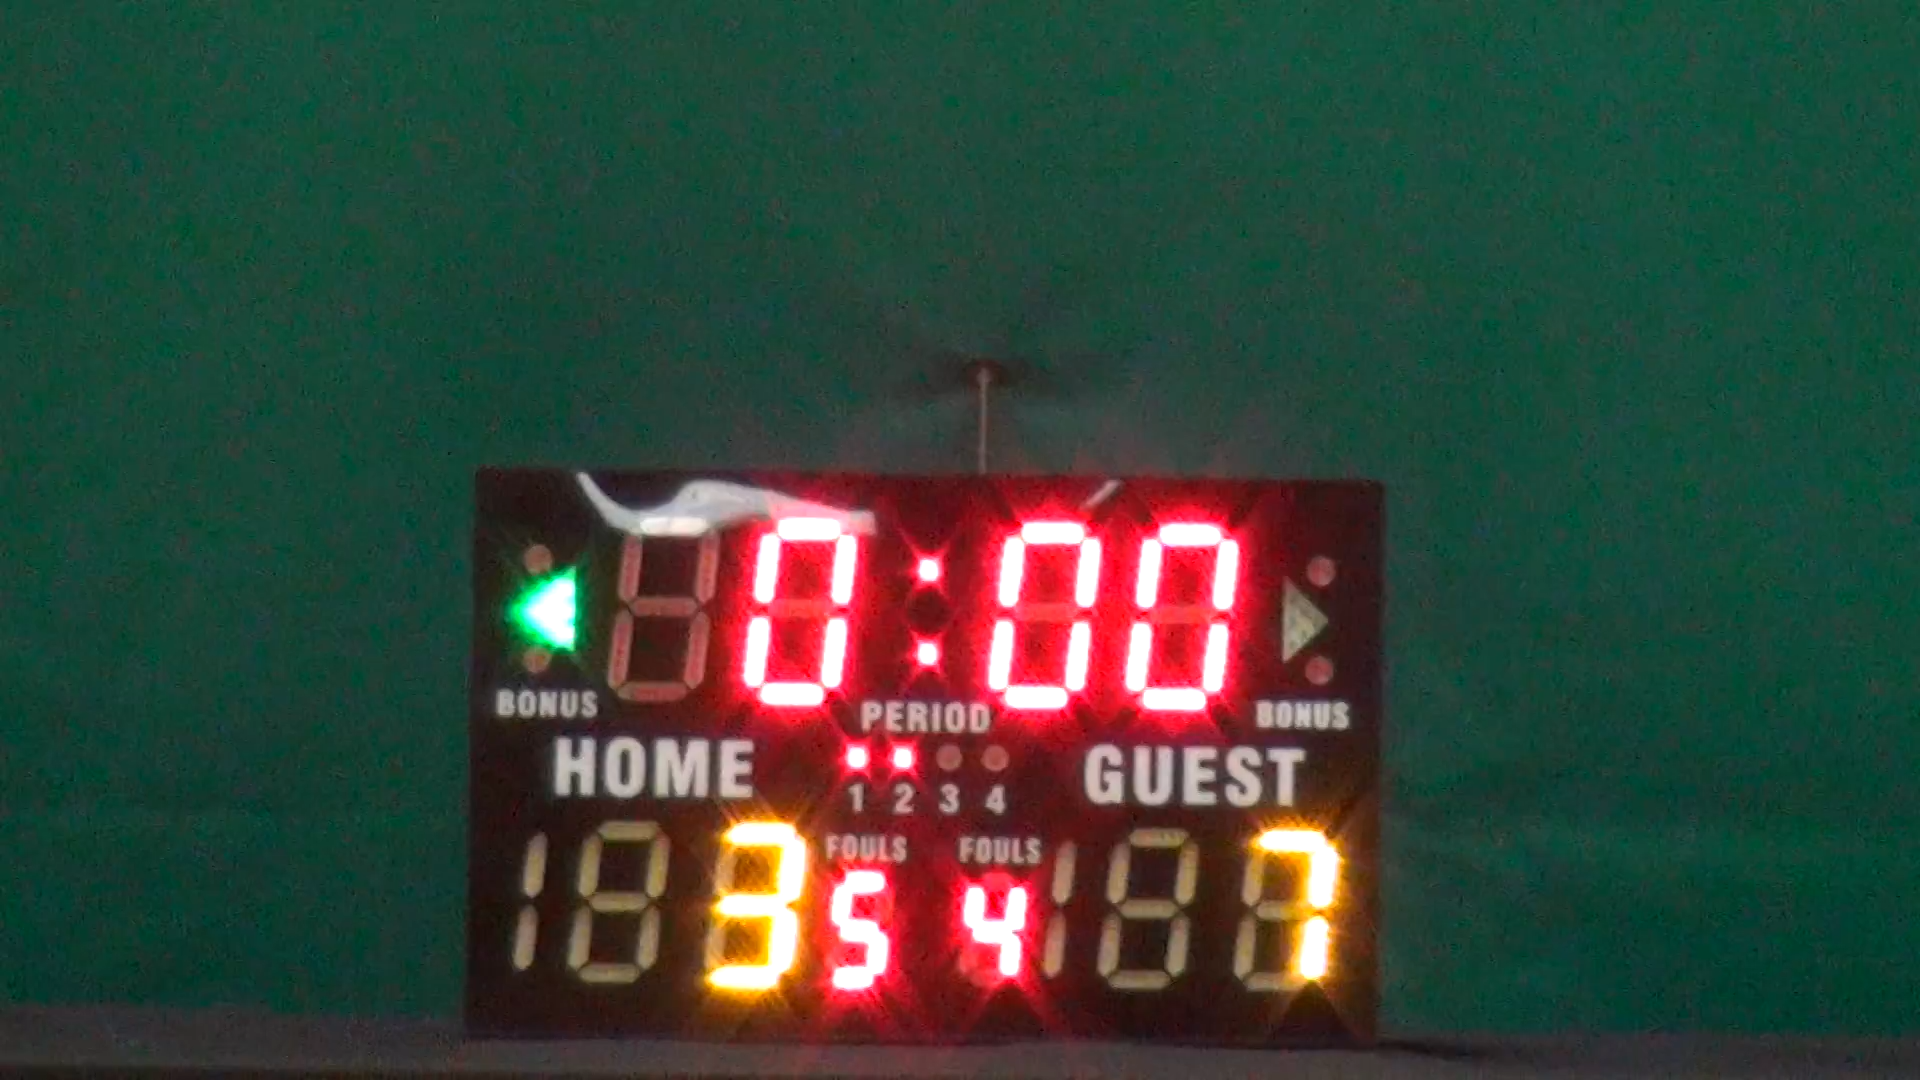 0:00
BONUS PERIOD BONUS
HOME GUEST
1 2 3 4
FOULS FOULS
3 5 4 7